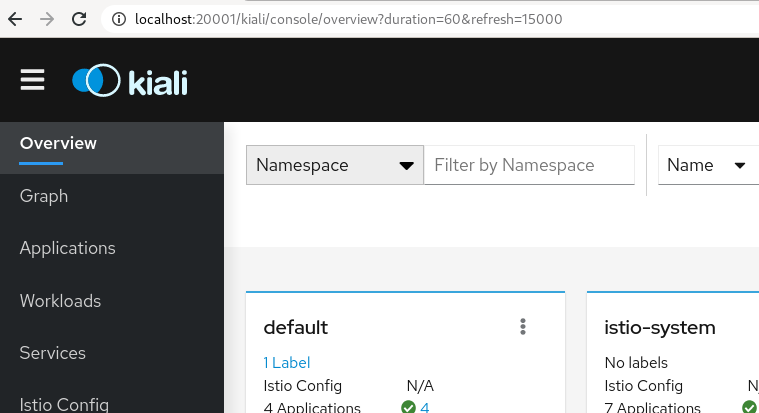 localhost:20001/kiali/console/overview?duration=60&refresh=15000
kiali
Overview
Graph
Applications
Workloads
Services
Istio Config
Namespace Filter by Namespace Name
default
1 Label
Istio Config N/A
4 Applications 4
istio-system
No labels
Istio Config N/
7 Applications